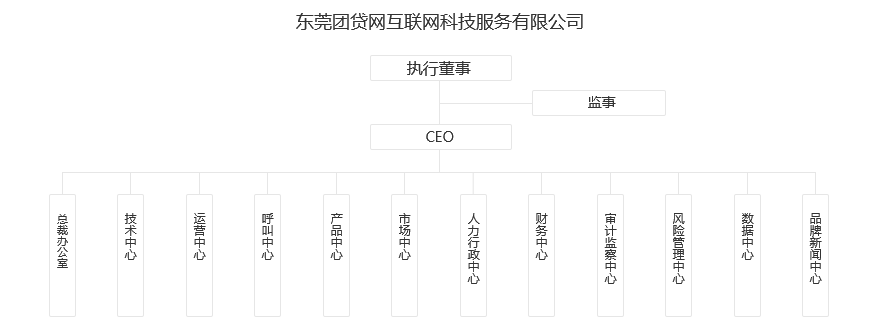 东莞团贷网互联网科技服务有限公司
执行董事
监事
CEO
总裁办公室
技术中心
运营中心
呼叫中心
产品中心
市场中心
人力行政中心
财务中心
审计监察中心
风险管理中心
数据中心
品牌新闻中心